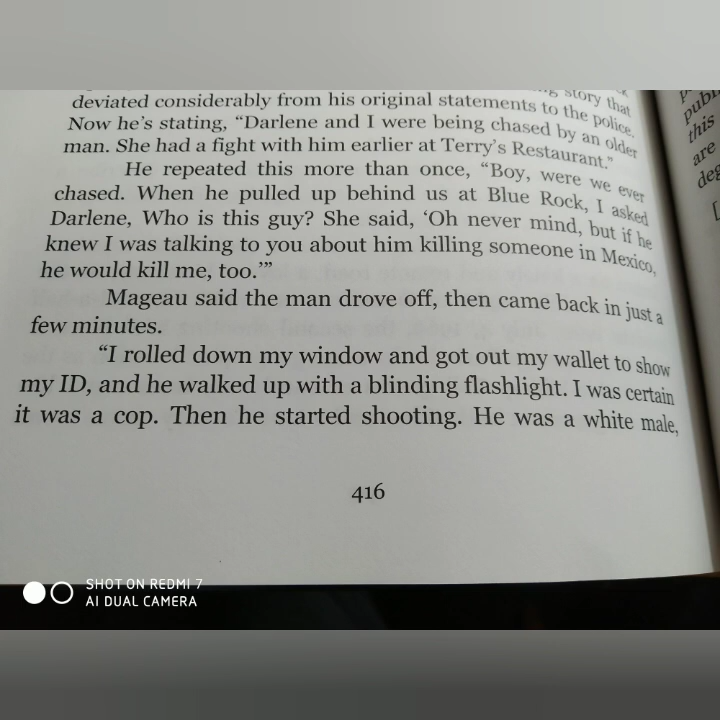 story that
deviated considerably from his original statements to the police.
Now he's stating, “Darlene and I were being chased by an older
man. She had a fight with him earlier at Terry's Restaurant.”
He repeated this more than once, “Boy, were we ever
chased. When he pulled up behind us at Blue Rock, I asked
Darlene, Who is this guy? She said, ‘Oh never mind, but if he
knew I was talking to you about him killing someone in Mexico,
he would kill me, too.’”
Mageau said the man drove off, then came back in just a
few minutes.
“I rolled down my window and got out my wallet to show
my ID, and he walked up with a blinding flashlight. I was certain
it was a cop. Then he started shooting. He was a white male,
416
this
are
SHOT ON REDMI 7
AI DUAL CAMERA